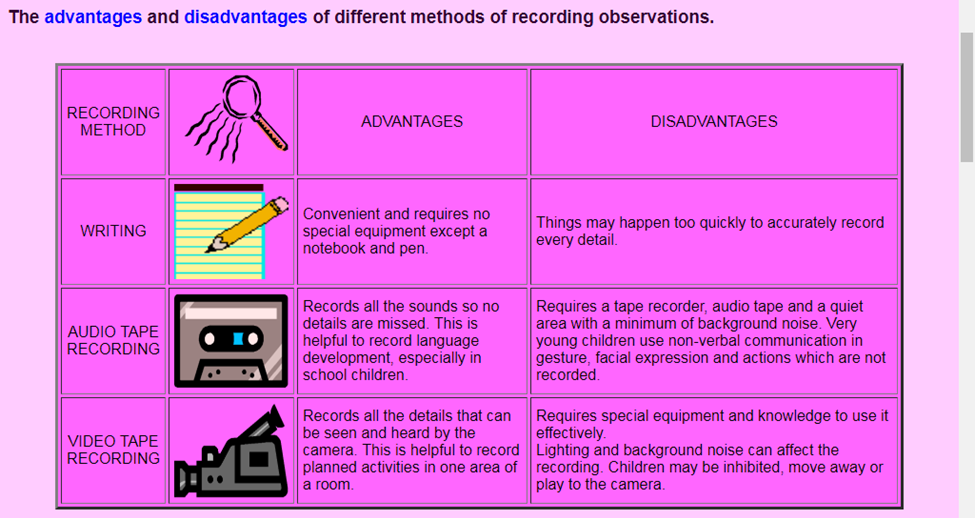 The advantages and disadvantages of different methods of recording observations.
RECORDING
METHOD
ADVANTAGES
DISADVANTAGES
WRITING
Convenient and requires no
special equipment except a
notebook and pen.
Things may happen too quickly to accurately record
every detail.
AUDIO TAPE
RECORDING
Records all the sounds so no
details are missed. This is
helpful to record language
development, especially in
school children.
Requires a tape recorder, audio tape and a quiet
area with a minimum of background noise. Very
young children use non-verbal communication in
gesture, facial expression and actions which are not
recorded.
VIDEO TAPE
RECORDING
Records all the details that can
be seen and heard by the
camera. This is helpful to record
planned activities in one area of
a room.
Requires special equipment and knowledge to use it
effectively.
Lighting and background noise can affect the
recording. Children may be inhibited, move away or
play to the camera.